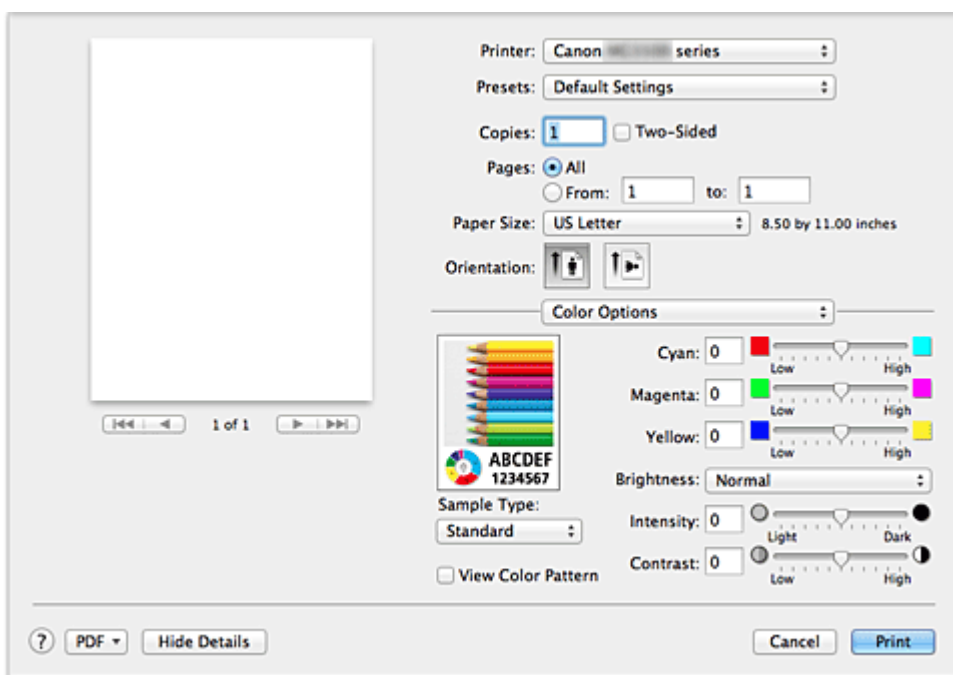 Printer: Canon series
Presets: Default Settings
Copies: 1 Two-Sided
Pages: All
From: 1 to: 1
Paper Size: US Letter 8.50 by 11.00 inches
Orientation:
Color Options
Cyan: 0
Low High
Magenta: 0
Low High
1 of 1
Yellow: 0
Low High
ABCDEF
1234567
Brightness: Normal
Sample Type:
Standard
Intensity: 0
Light Dark
Contrast: 0
Low High
View Color Pattern
? PDF Hide Details Cancel Print